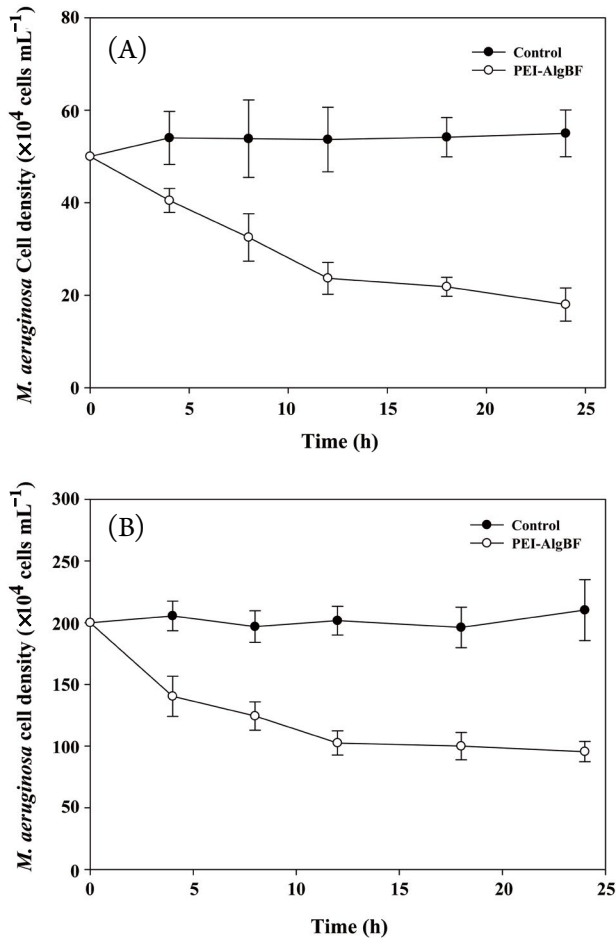 80
(A)
Control
PEI-AlgBF
60
40
20
0
M. aeruginosa Cell density (×10⁴ cells mL⁻¹)
0 5 10 15 20 25
Time (h)
300
(B)
Control
PEI-AlgBF
250
200
150
100
50
0
M. aeruginosa cell density (×10⁴ cells mL⁻¹)
0 5 10 15 20 25
Time (h)